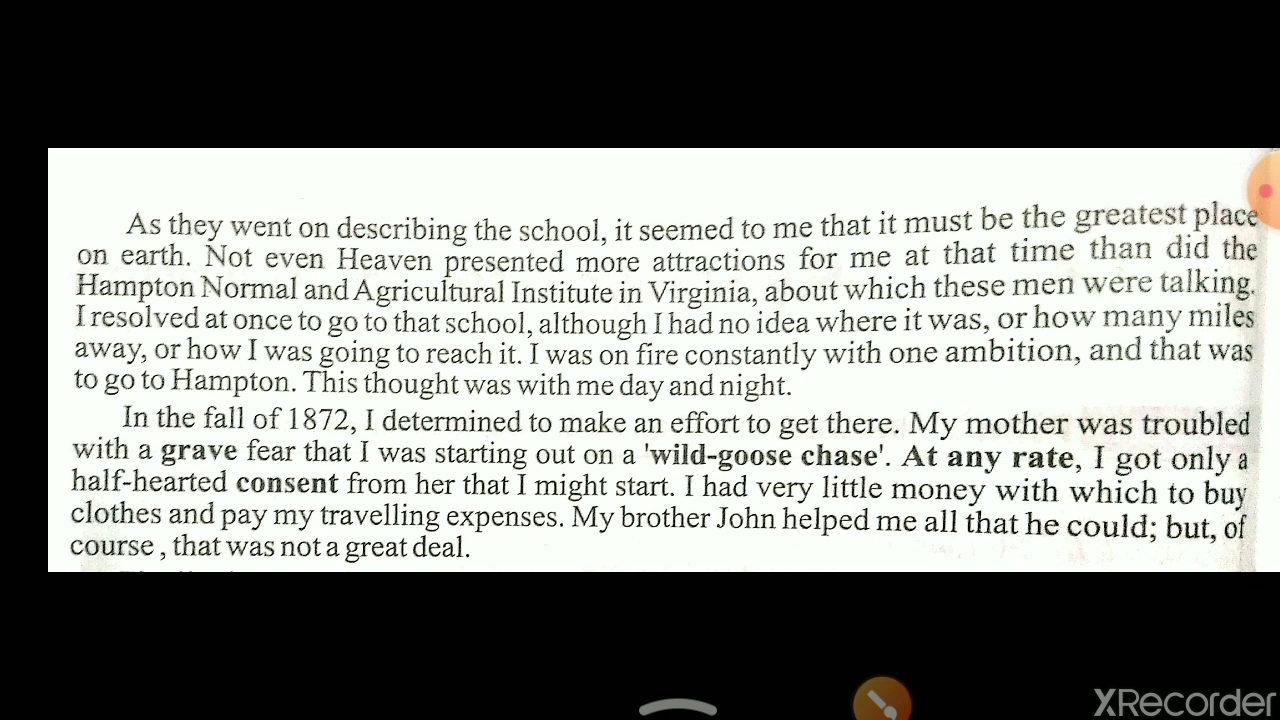 As they went on describing the school, it seemed to me that it must be the greatest place
on earth. Not even Heaven presented more attractions for me at that time than did the
Hampton Normal and Agricultural Institute in Virginia, about which these men were talking.
I resolved at once to go to that school, although I had no idea where it was, or how many miles
away, or how I was going to reach it. I was on fire constantly with one ambition, and that was
to go to Hampton. This thought was with me day and night.
In the fall of 1872, I determined to make an effort to get there. My mother was troubled
with a grave fear that I was starting out on a 'wild-goose chase'. At any rate, I got only a
half-hearted consent from her that I might start. I had very little money with which to buy
clothes and pay my travelling expenses. My brother John helped me all that he could; but, of
course , that was not a great deal.
XRecorder